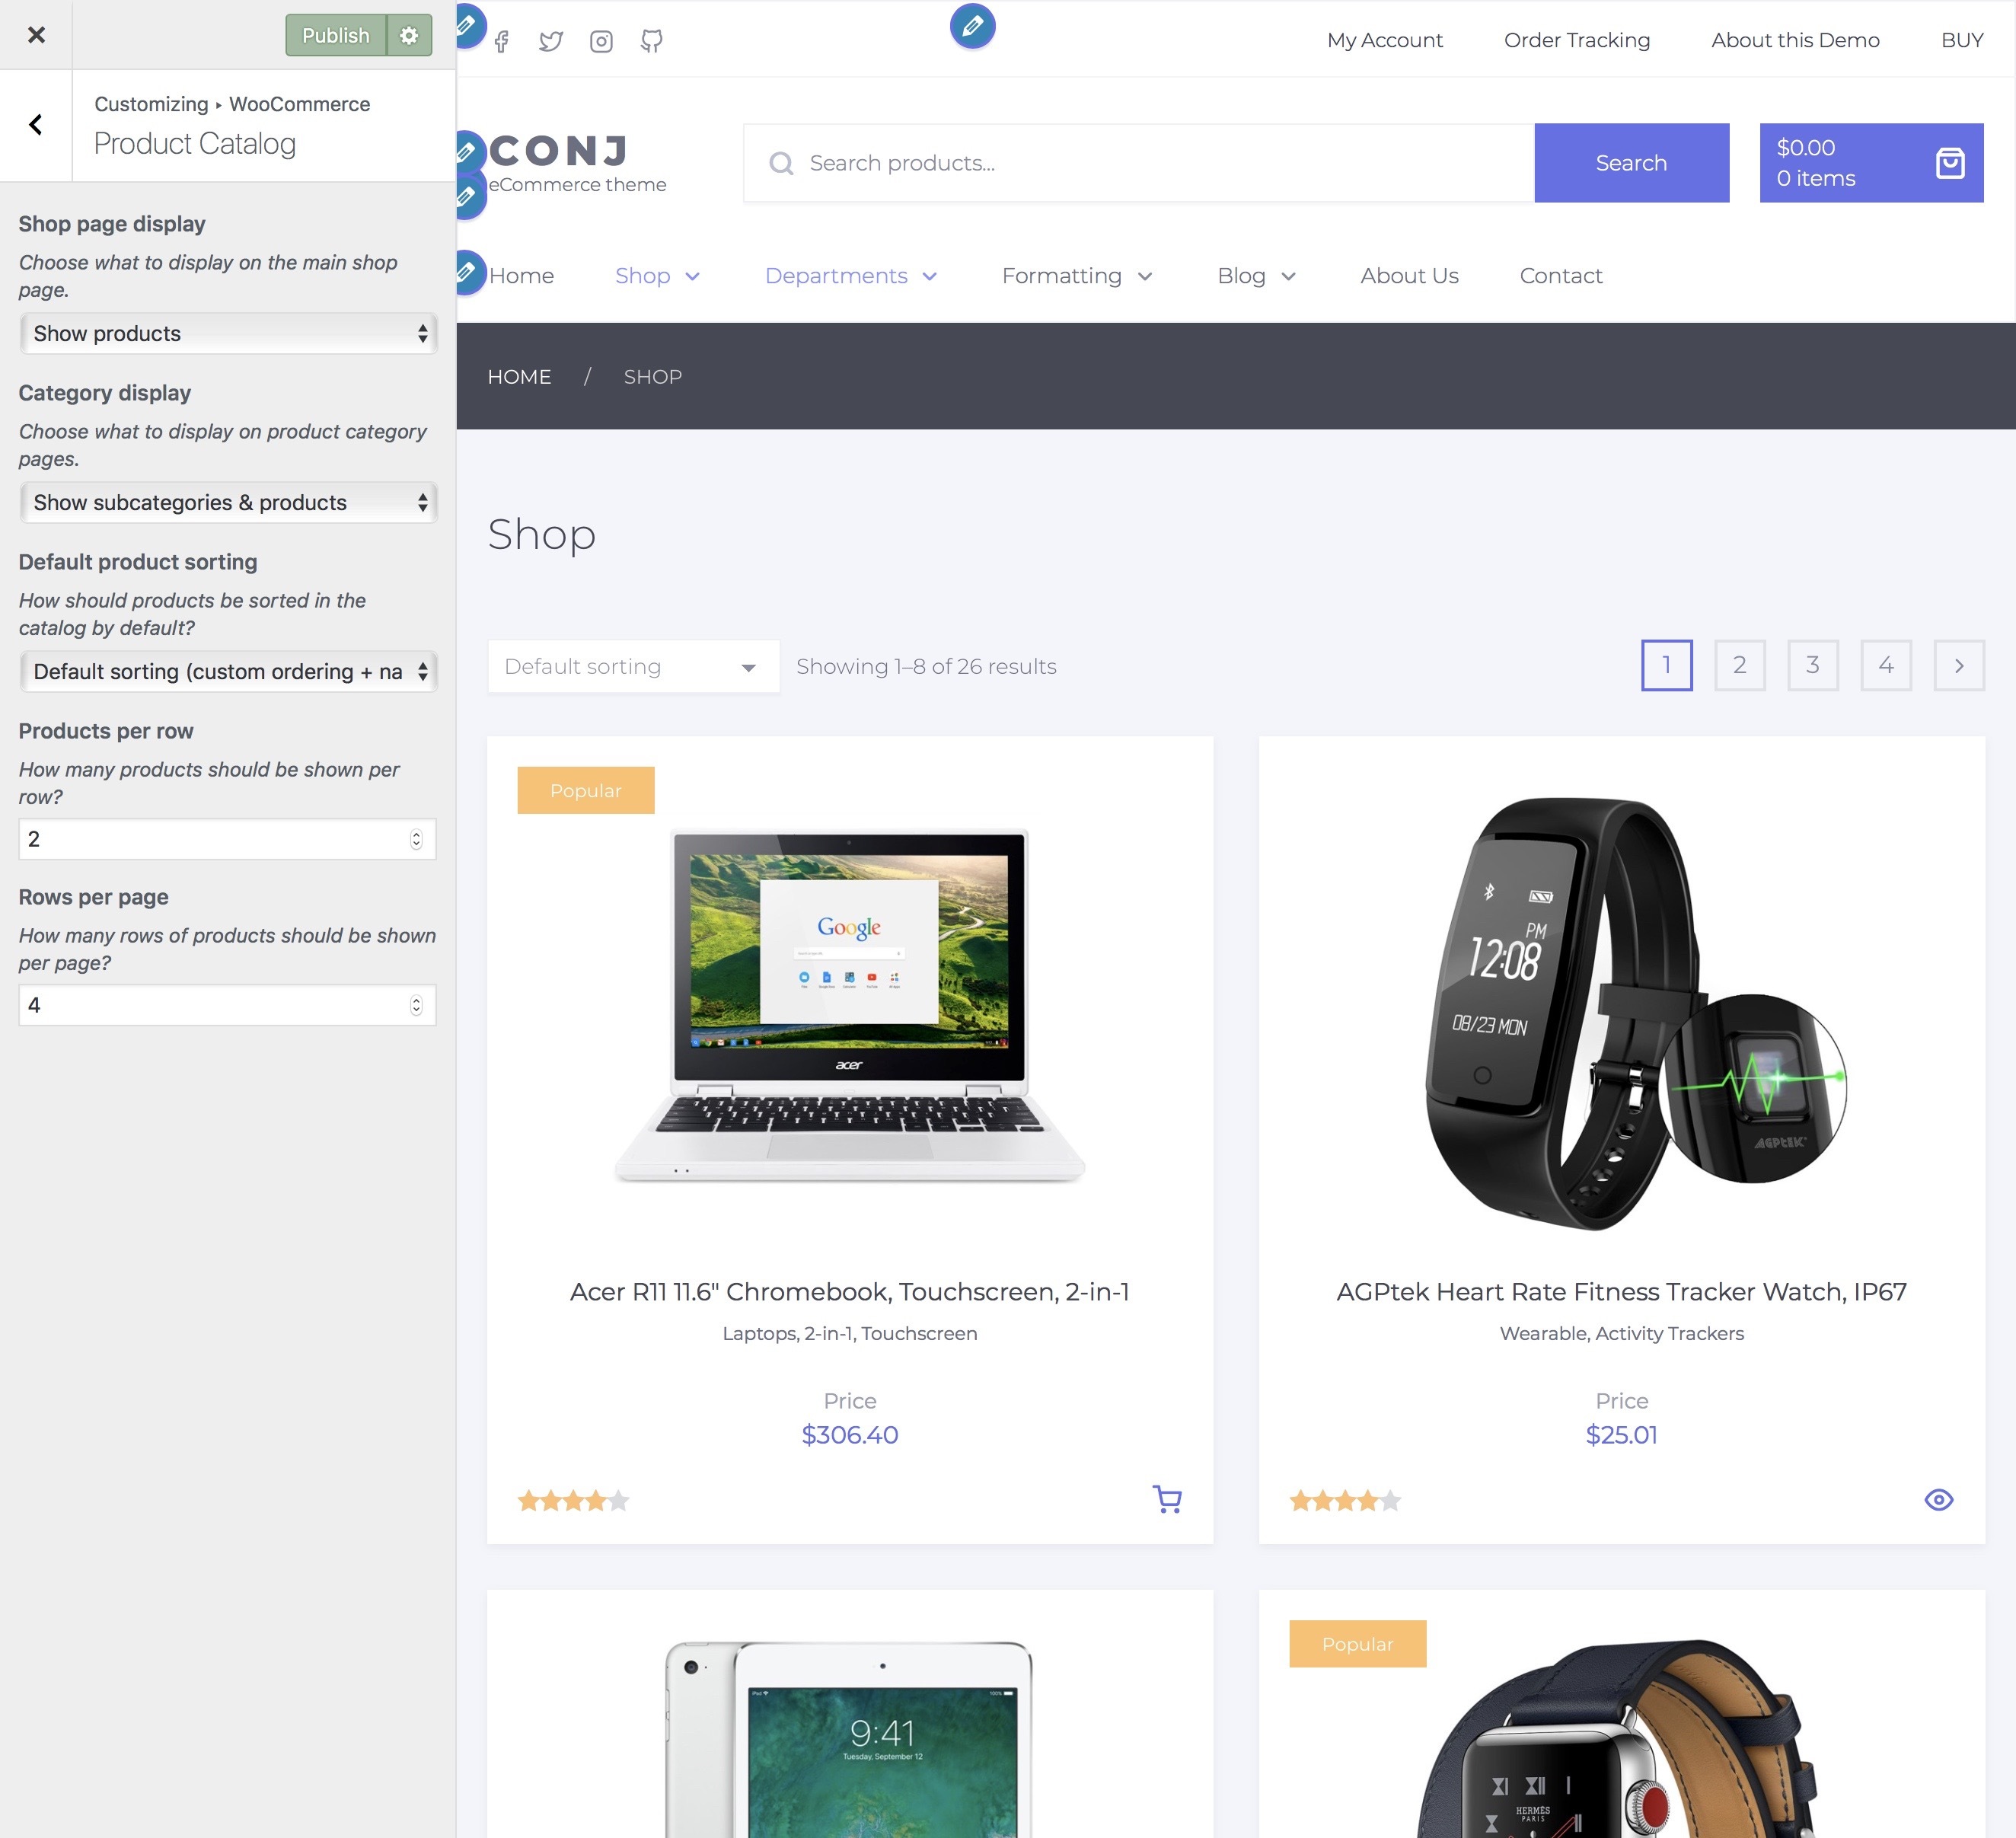 Publish
Customizing ▸ WooCommerce
Product Catalog
Shop page display
Choose what to display on the main shop
page.
Show products
Category display
Choose what to display on product category
pages.
Show subcategories & products
Default product sorting
How should products be sorted in the
catalog by default?
Default sorting (custom ordering + na
Products per row
How many products should be shown per
row?
2
Rows per page
How many rows of products should be shown
per page?
4
My Account
Order Tracking
About this Demo
BUY
CONJ
eCommerce theme
Search products...
Search
$0.00
0 items
Home
Shop
Departments
Formatting
Blog
About Us
Contact
HOME / SHOP
Shop
Default sorting
Showing 1–8 of 26 results
1 2 3 4
Popular
Google
acer
Acer R11 11.6" Chromebook, Touchscreen, 2-in-1
Laptops, 2-in-1, Touchscreen
Price
$306.40
PM
12:08
08/23 MON
AGPtEK
AGPtek Heart Rate Fitness Tracker Watch, IP67
Wearable, Activity Trackers
Price
$25.01
iPad
100%
9:41
Tuesday, September 12
Popular
XI XII I
HERMÈS
PARIS
X II